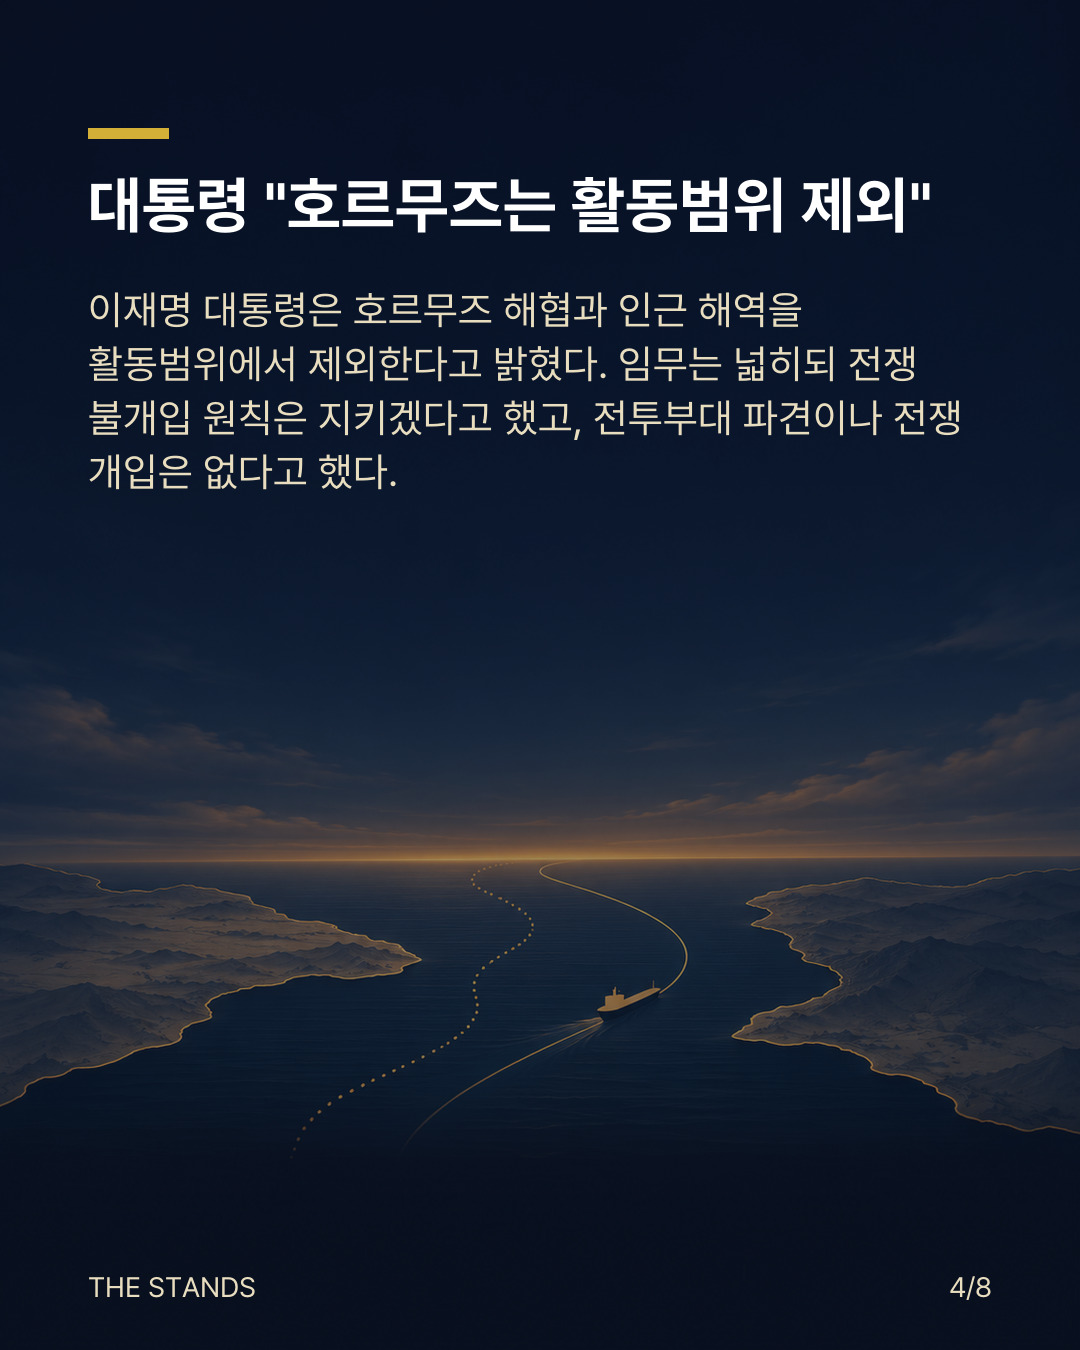 대통령 "호르무즈는 활동범위 제외"
이재명 대통령은 호르무즈 해협과 인근 해역을
활동범위에서 제외한다고 밝혔다. 임무는 넓히되 전쟁
불개입 원칙은 지키겠다고 했고, 전투부대 파견이나 전쟁
개입은 없다고 했다.
THE STANDS
4/8